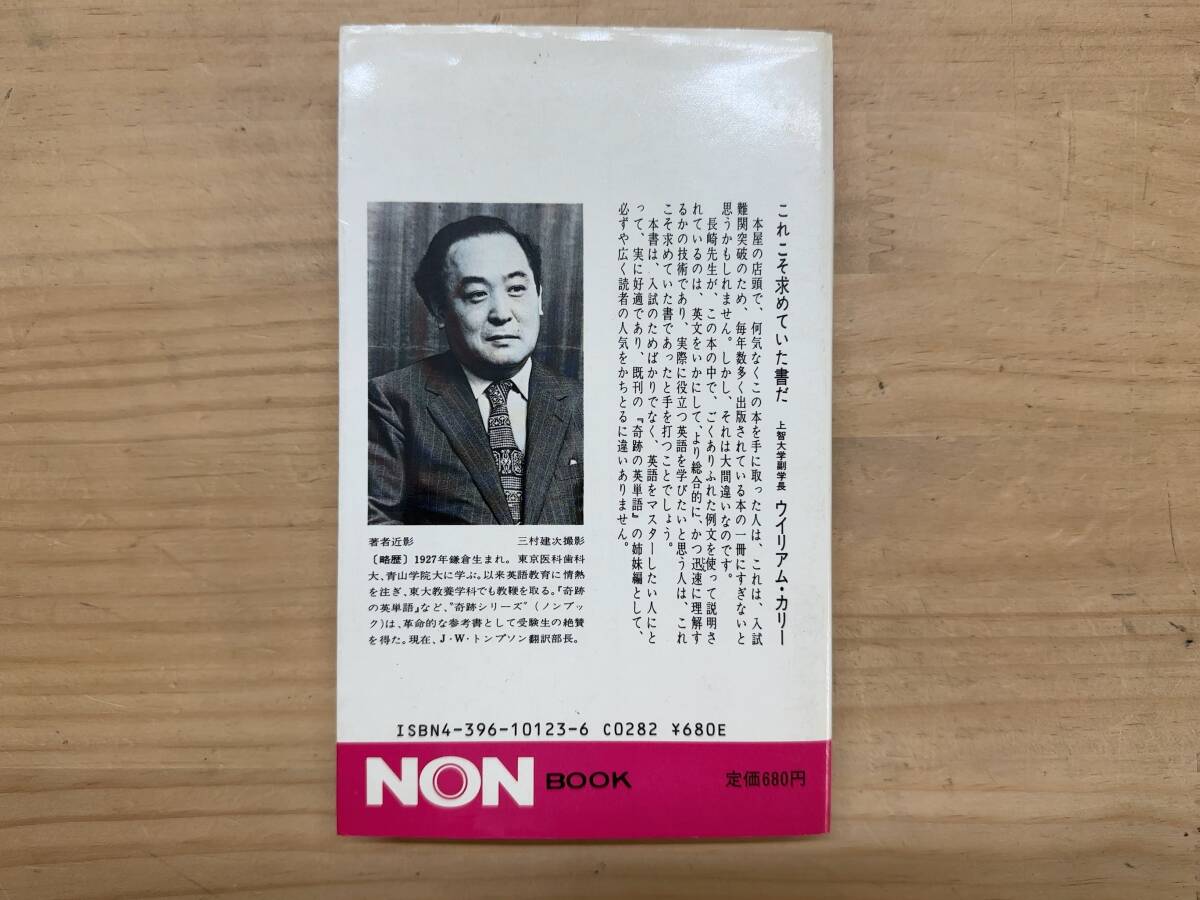 これこそ求めていた書だ
上智大学副学長 ウイリアム・カリー
本屋の店頭で、何気なくこの本を手に取った人は、これは、入試
難関突破のため、毎年数多く出版されている本の一冊にすぎないと
思うかもしれません。しかし、それは大間違いなのです。
長崎先生が、この本の中で、ごくありふれた例文を使って説明さ
れているのは、英文をいかにして、より総合的に、かつ迅速に理解す
るかの技術であり、実際に役立つ英語を学びたいと思う人は、これ
こそ求めていた書であったと手を打つことでしょう。
本書は、入試のためばかりでなく、英語をマスターしたい人にと
って、実に好適であり、既刊の『奇跡の英単語』の姉妹編として、
必ずや広く読者の人気をかちとるに違いありません。
著者近影 三村建次撮影
〔略歴〕1927年鎌倉生まれ。東京医科歯科
大、青山学院大に学ぶ。以来英語教育に情熱
を注ぎ、東大教養学科でも教鞭を取る。『奇跡
の英単語』など、“奇跡シリーズ”(ノンブッ
ク)は、革命的な参考書として受験生の絶賛
を得た。現在、J・W・トンプソン翻訳部長。
ISBN4-396-10123-6 C0282 ¥680E
NON BOOK
定価680円